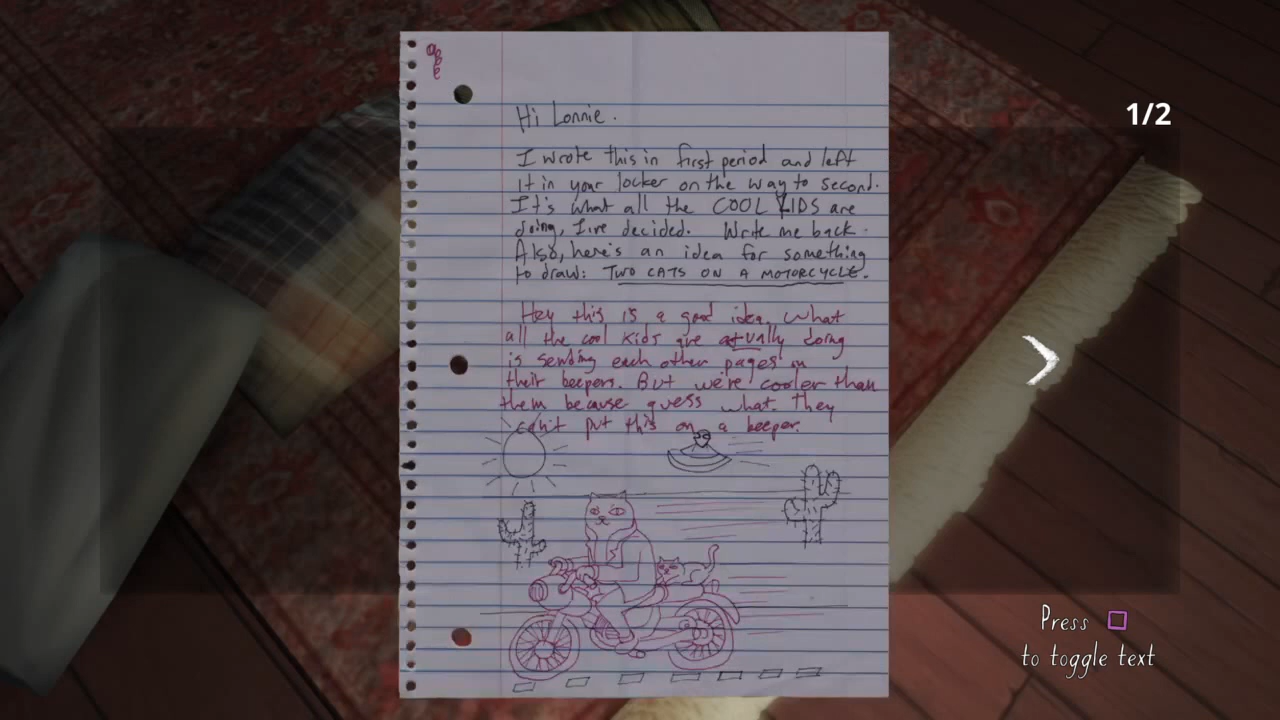 1/2
Hi Lonnie.
I wrote this in first period and left
it in your locker on the way to second.
It's what all the COOL KIDS are
doing, I've decided. Write me back.
Also, here's an idea for something
to draw: TWO CATS ON A MOTORCYCLE.
Hey this is a good idea. What
all the cool kids are actually doing
is sending each other pages on
their beepers. But we're cooler than
them because guess what. They
can't put this on a beeper.
Press
to toggle text